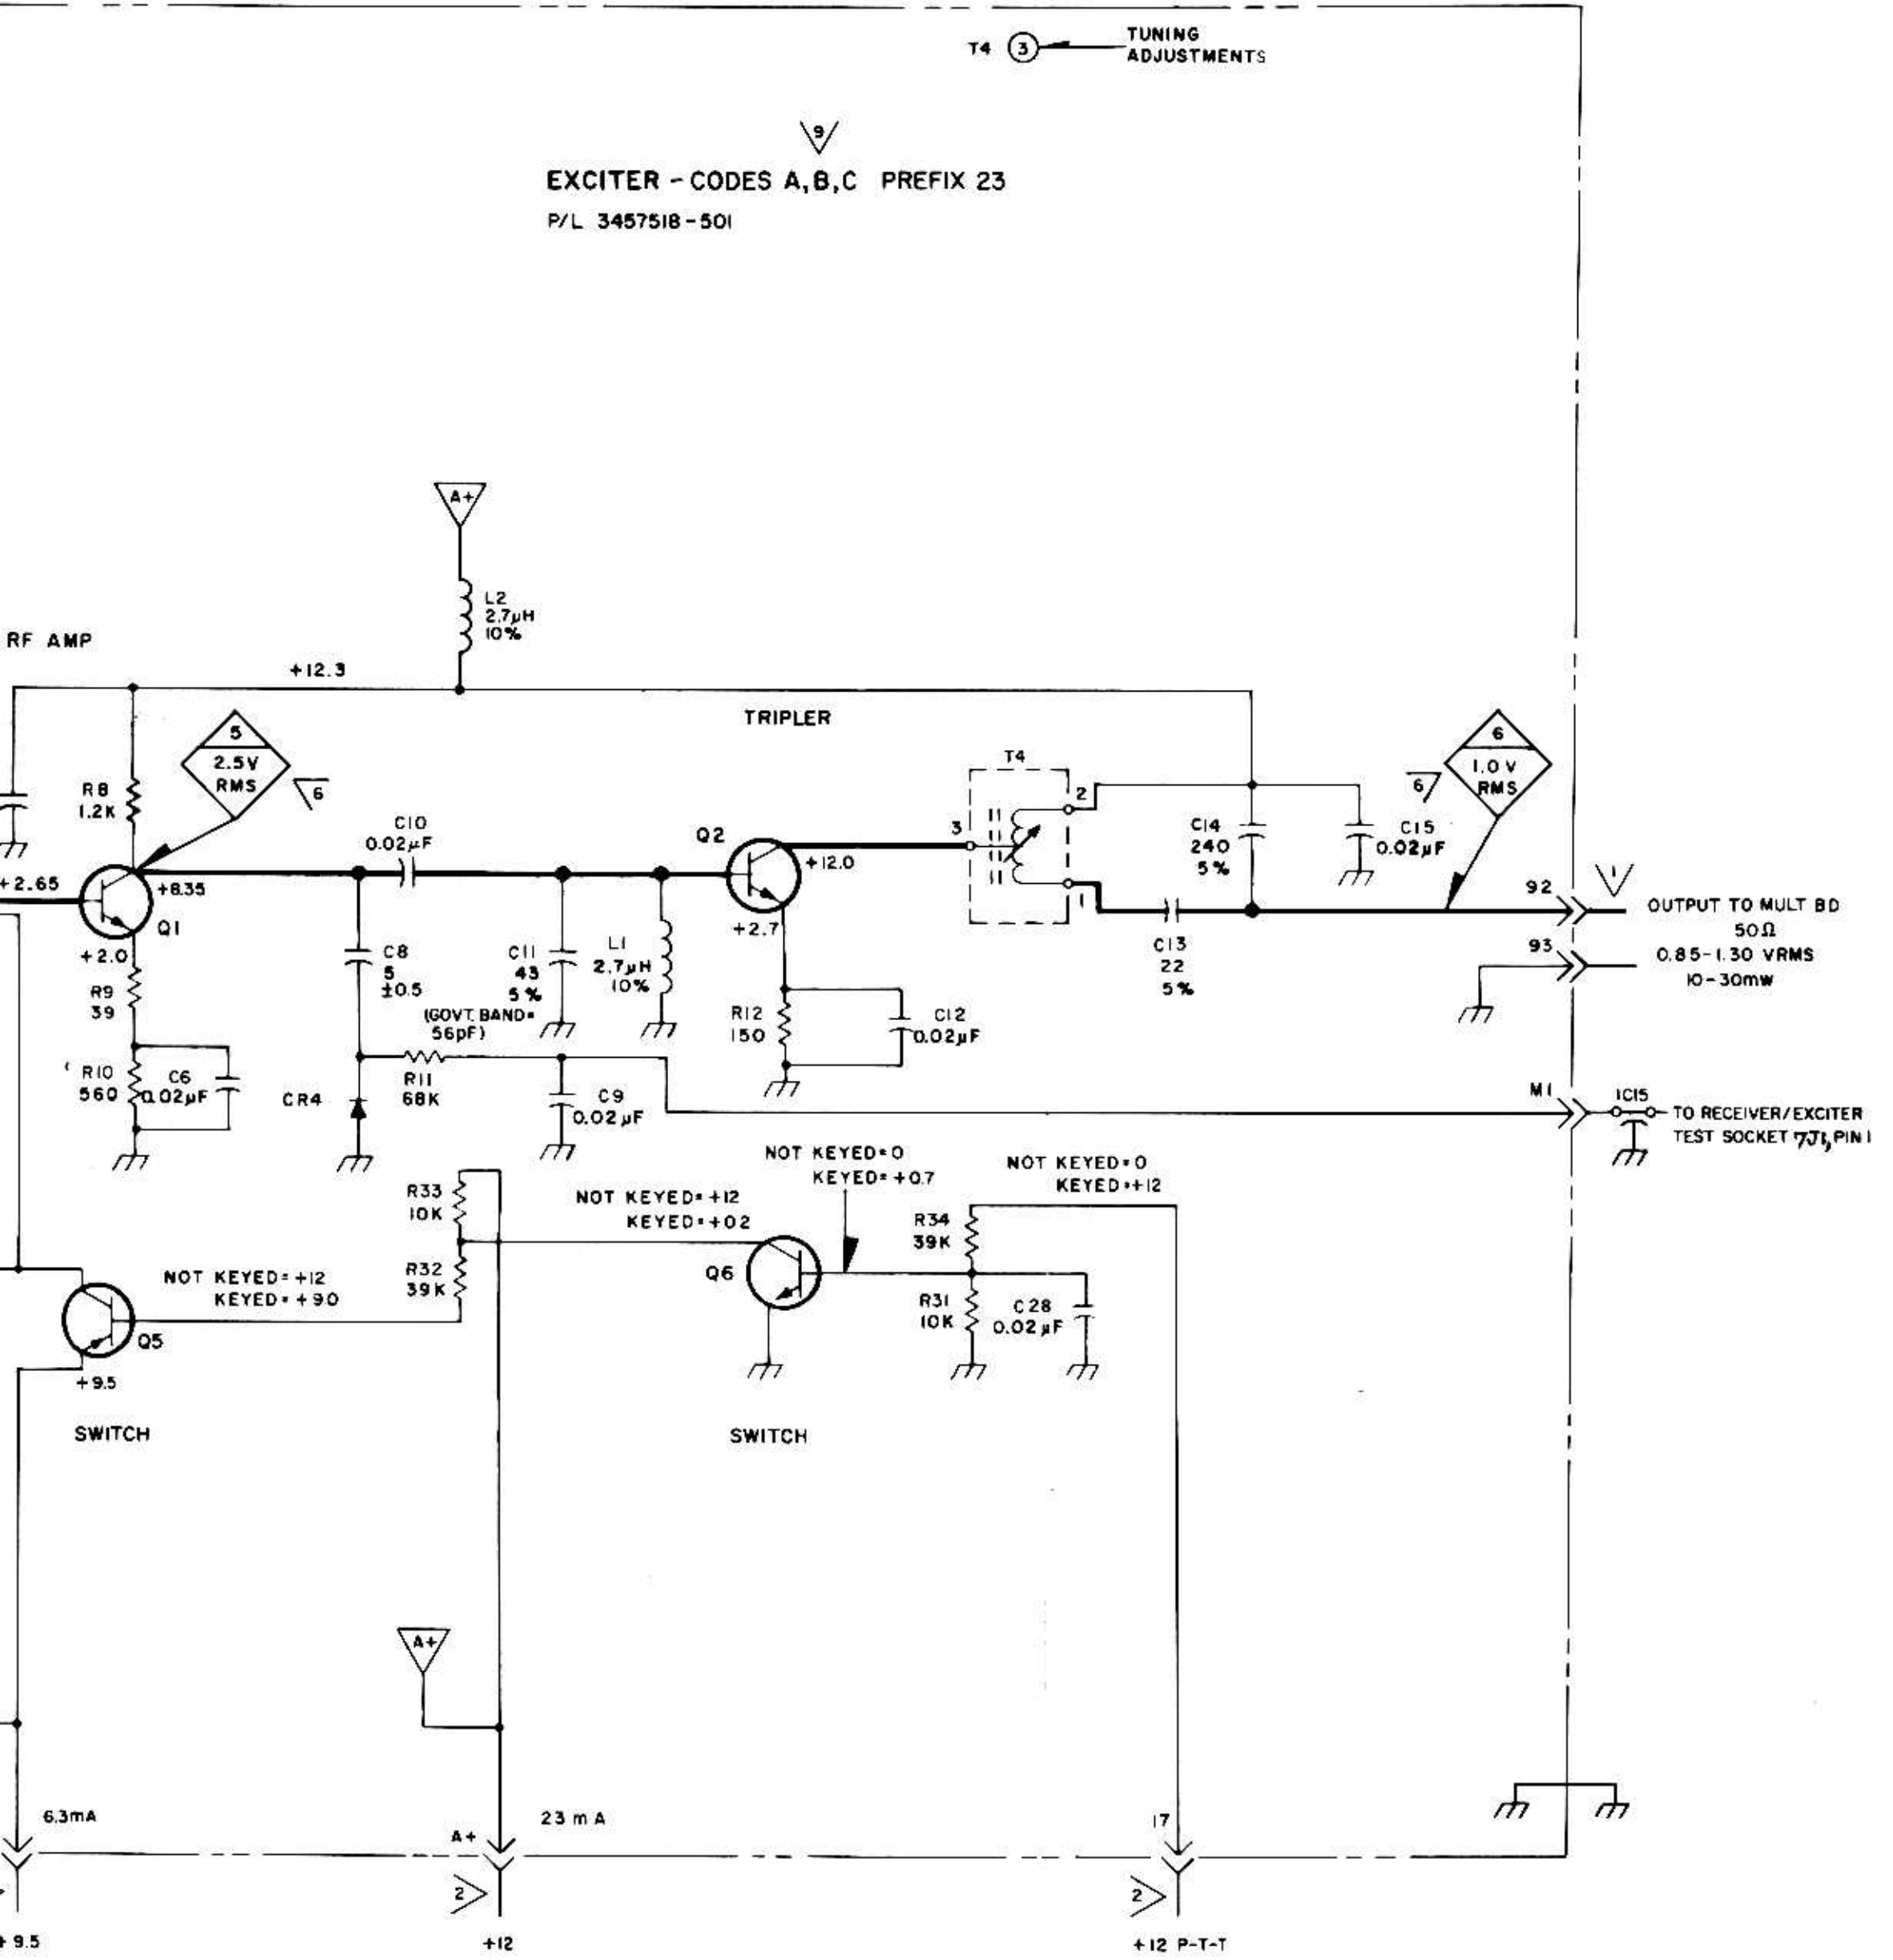 T4 3
TUNING
ADJUSTMENTS
9
EXCITER - CODES A,B,C PREFIX 23
P/L 3457518-501
A+
L2
2.7µH
10%
RF AMP
+12.3
TRIPLER
5
2.5V
RMS
6
R8
1.2K
C10
0.02µF
Q2
+12.0
T4
3
2
1
C14
240
5%
C15
0.02µF
6
6
1.0 V
RMS
+2.65
+8.35
Q1
+2.0
R9
39
C8
5
±0.5
C11
43
5%
(GOVT. BAND=
56pF)
L1
2.7µH
10%
+2.7
R12
150
C12
0.02µF
C13
22
5%
92
93
1
OUTPUT TO MULT BD
50Ω
0.85-1.30 VRMS
10-30mW
R10
560
C6
0.02µF
CR4
R11
68K
C9
0.02µF
M1
1C15
TO RECEIVER/EXCITER
TEST SOCKET 7J1, PIN 1
R33
10K
NOT KEYED=+12
KEYED=+02
NOT KEYED=0
KEYED=+0.7
NOT KEYED=0
KEYED=+12
R34
39K
NOT KEYED=+12
KEYED=+9.0
R32
39K
Q6
R31
10K
C28
0.02µF
Q5
+9.5
SWITCH
SWITCH
A+
6.3mA
A+
23 mA
17
2
2
+9.5
+12
+12 P-T-T